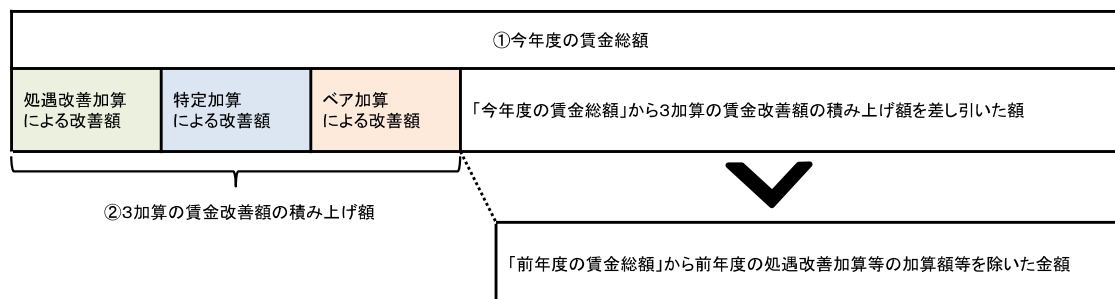 ①今年度の賃金総額
処遇改善加算
による改善額
特定加算
による改善額
ベア加算
による改善額
「今年度の賃金総額」から3加算の賃金改善額の積み上げ額を差し引いた額
②3加算の賃金改善額の積み上げ額
「前年度の賃金総額」から前年度の処遇改善加算等の加算額等を除いた金額